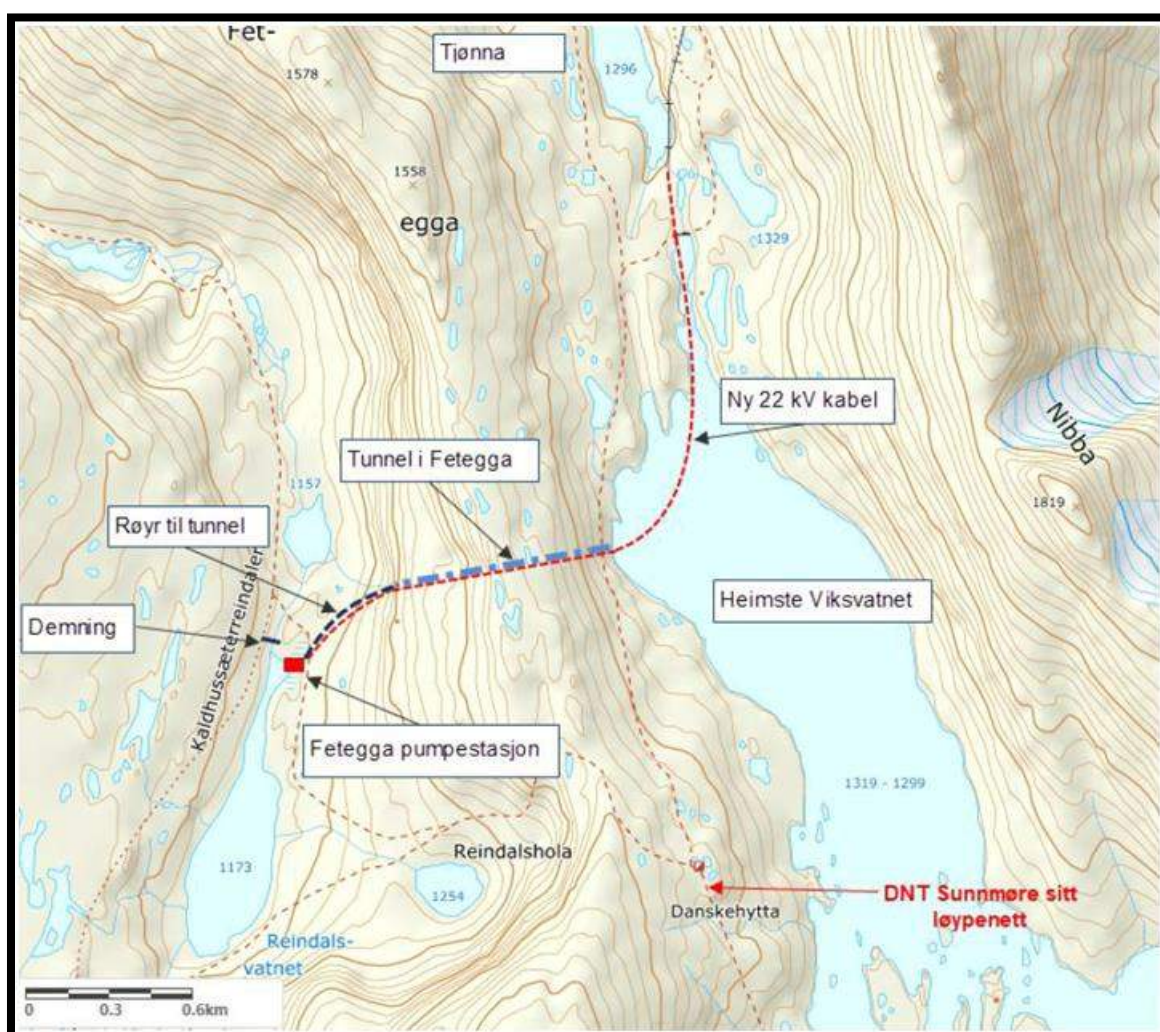 Fet-
Tjønna
1578
1296
1558
egga
1329
Ny 22 kV kabel
Nibba
Tunnel i Fetegga
1157
1819
Røyr til tunnel
Heimste Viksvatnet
Demning
Kaldhussæterreindalen
Fetegga pumpestasjon
1319 - 1299
Reindalshola
1173
1254
DNT Sunnmøre sitt
løypenett
Danskehytta
Reindals-
vatnet
0 0.3 0.6km